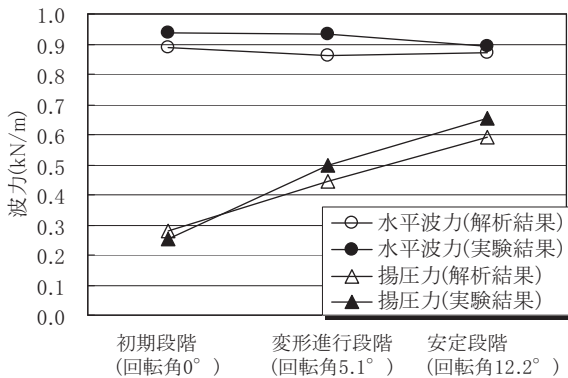 波力(kN/m)
1.0
0.9
0.8
0.7
0.6
0.5
0.4
0.3
0.2
0.1
0.0
水平波力(解析結果)
水平波力(実験結果)
揚圧力(解析結果)
揚圧力(実験結果)
初期段階
(回転角0°)
変形進行段階
(回転角5.1°)
安定段階
(回転角12.2°)